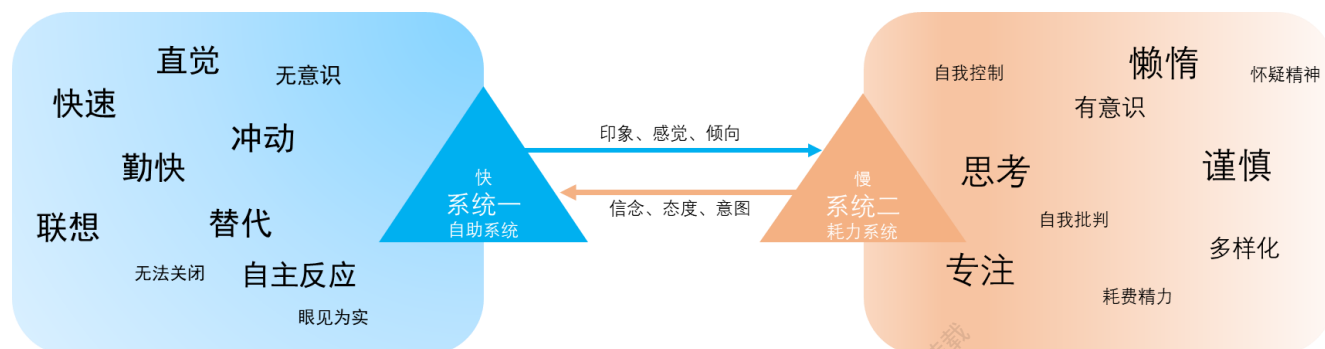 直觉
无意识
快速
冲动
勤快
联想
替代
无法关闭
自主反应
眼见为实
快
系统一
自助系统
印象、感觉、倾向
信念、态度、意图
慢
系统二
耗力系统
懒惰
自我控制
怀疑精神
有意识
思考
谨慎
自我批判
多样化
专注
耗费精力